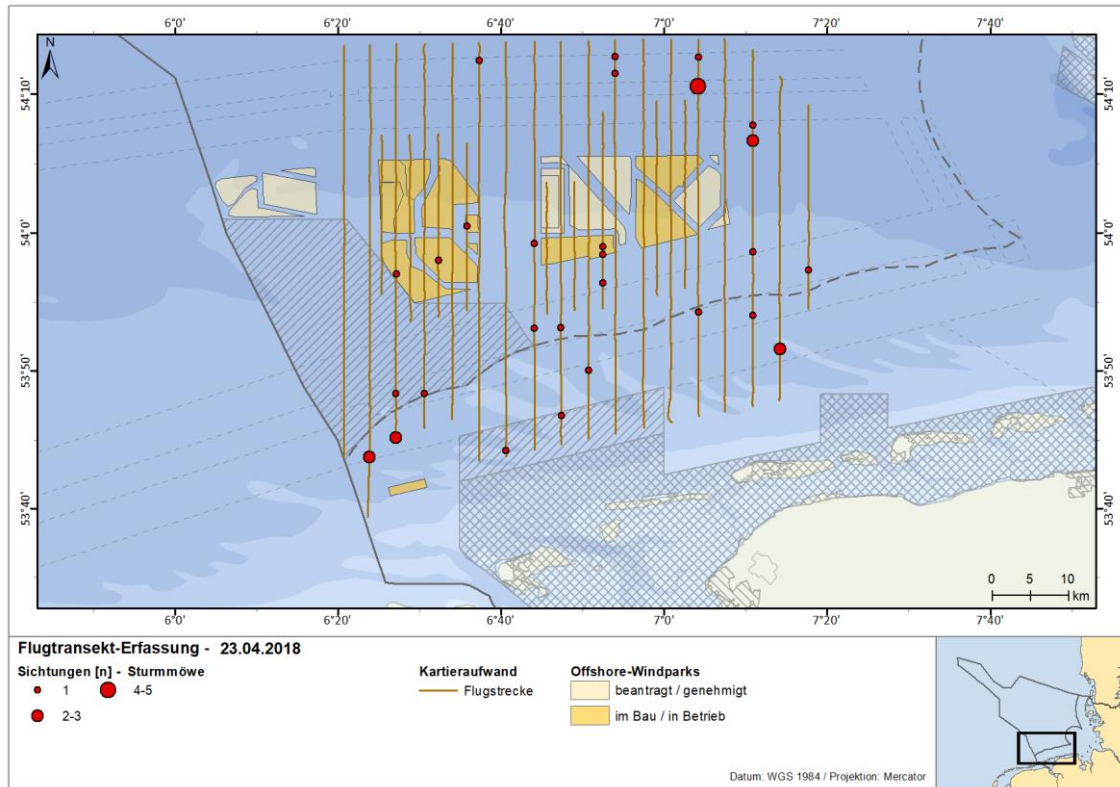 6°0' 6°20' 6°40' 7°0' 7°20' 7°40'
N
54°10' 54°10'
54°0' 54°0'
53°50' 53°50'
53°40' 53°40'
0 5 10
km
6°0' 6°20' 6°40' 7°0' 7°20' 7°40'
Flugtransekt-Erfassung - 23.04.2018
Sichtungen [n] - Sturmmöwe Kartieraufwand Offshore-Windparks
1 4-5 Flugstrecke beantragt / genehmigt
2-3 im Bau / in Betrieb
Datum: WGS 1984 / Projektion: Mercator